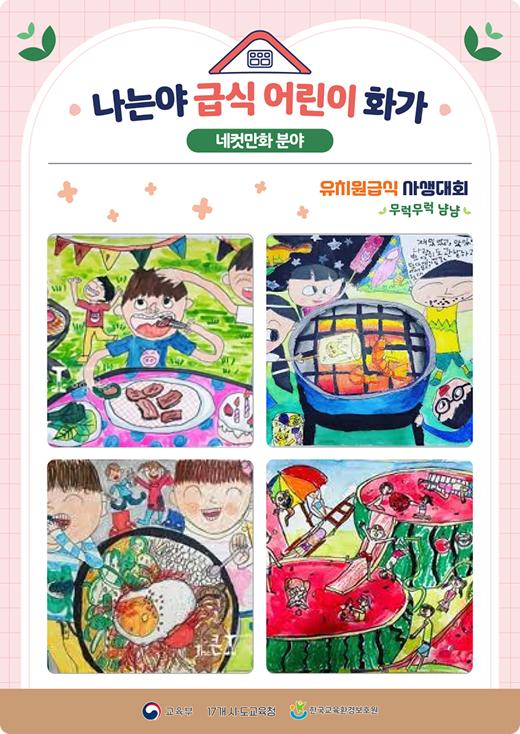 나는야 급식 어린이 화가
네컷만화 분야
유치원급식 사생대회
무럭무럭 냠냠
교육부 17개 시·도교육청 한국교육환경보호원